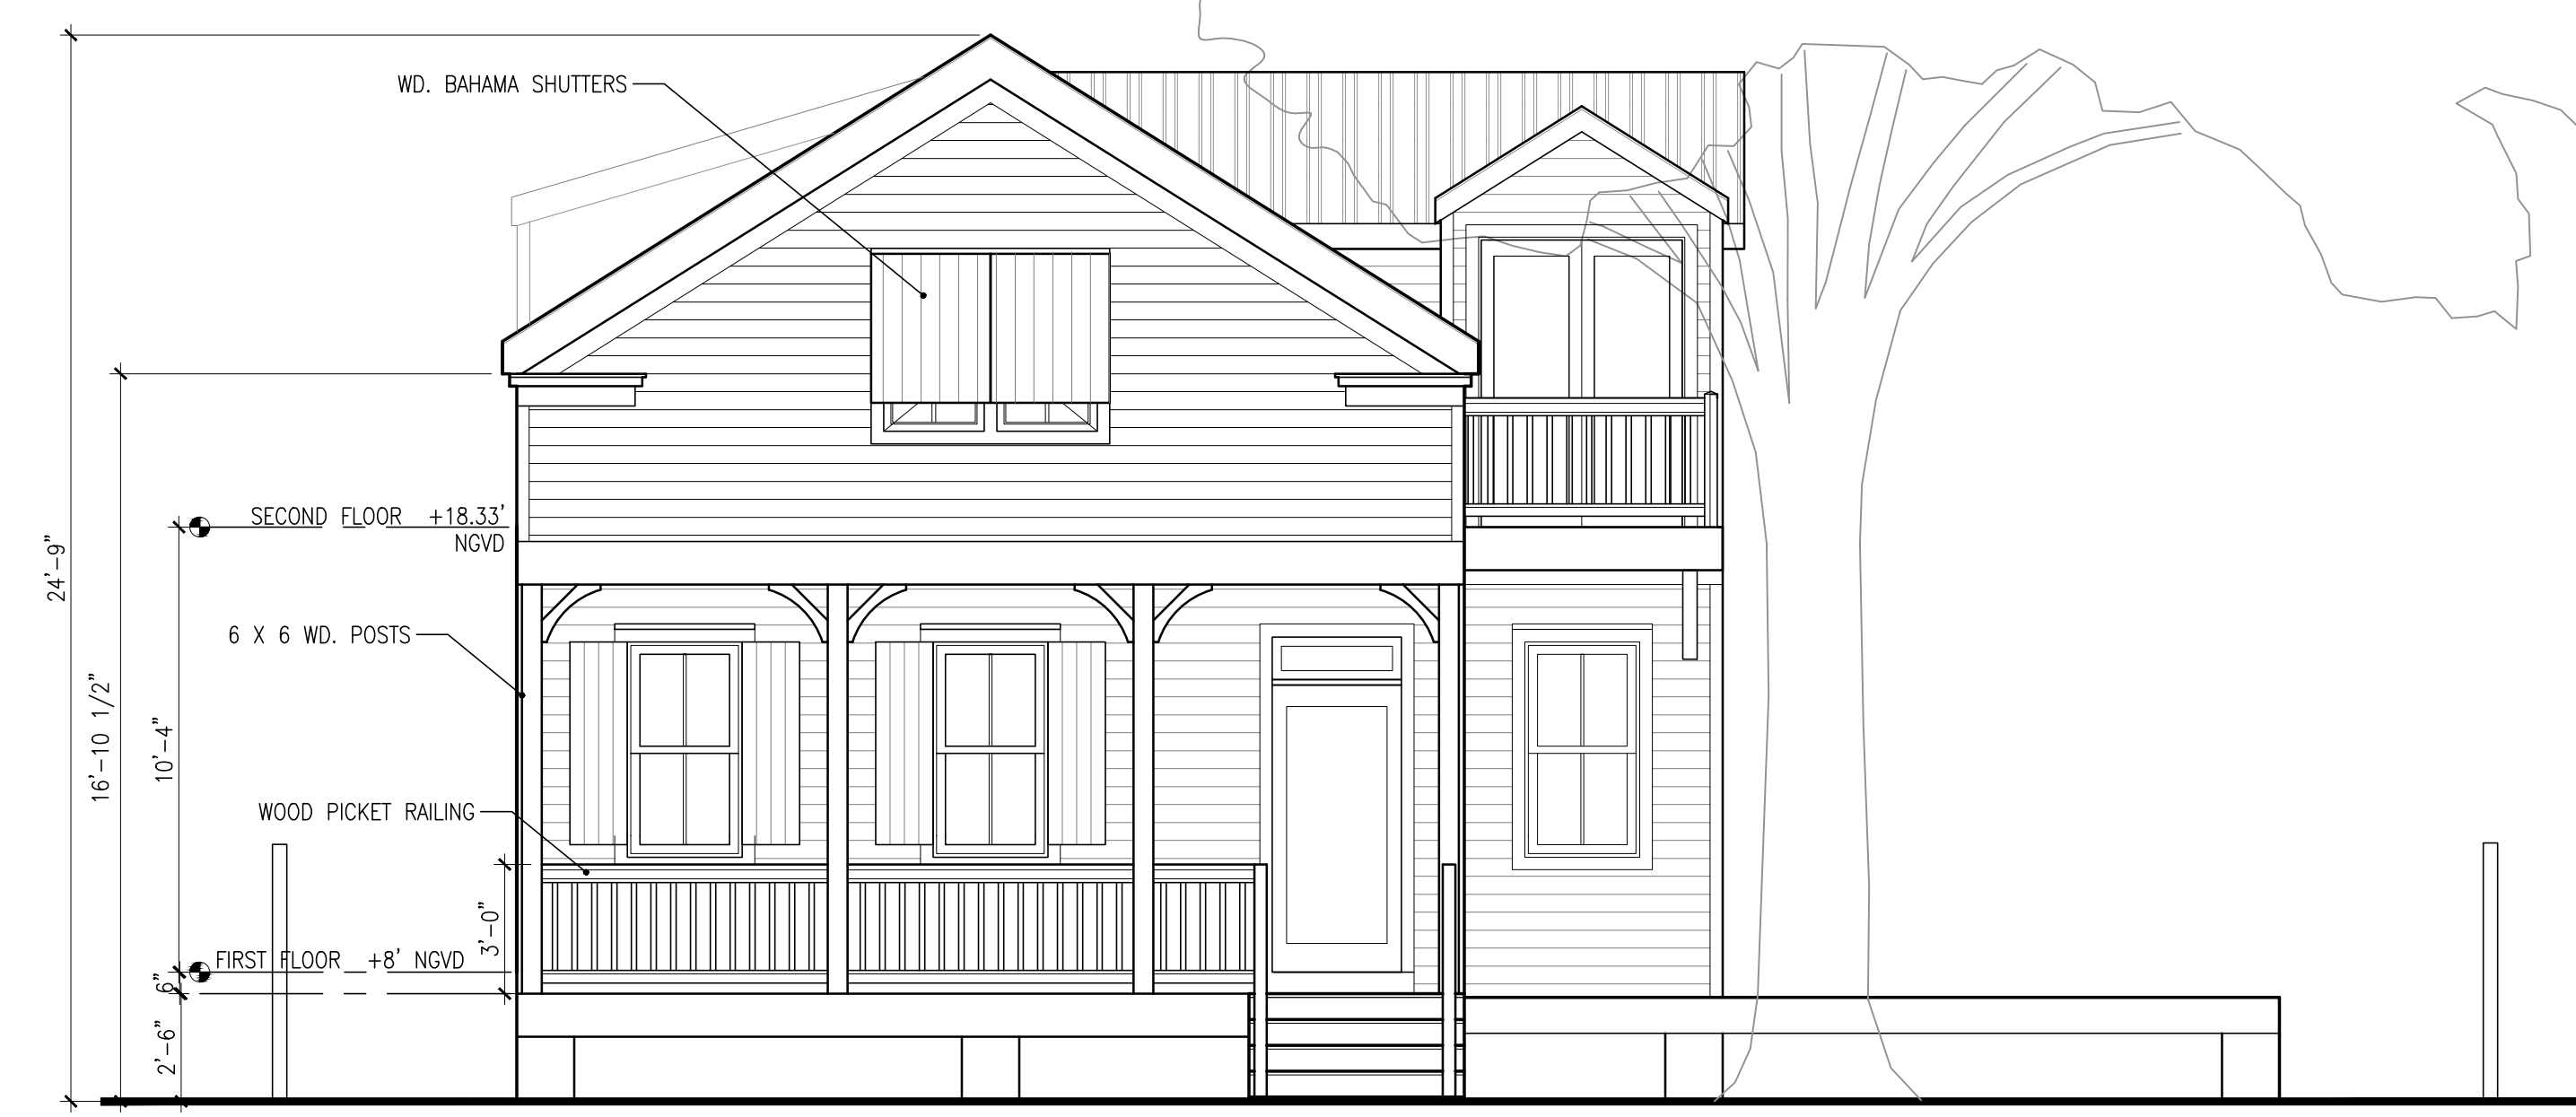 WD. BAHAMA SHUTTERS
SECOND FLOOR +18.33'
NGVD
24'-9"
6 X 6 WD. POSTS
16'-10 1/2"
10'-4"
WOOD PICKET RAILING
3'-0"
FIRST FLOOR +8' NGVD
6"
2'-6"